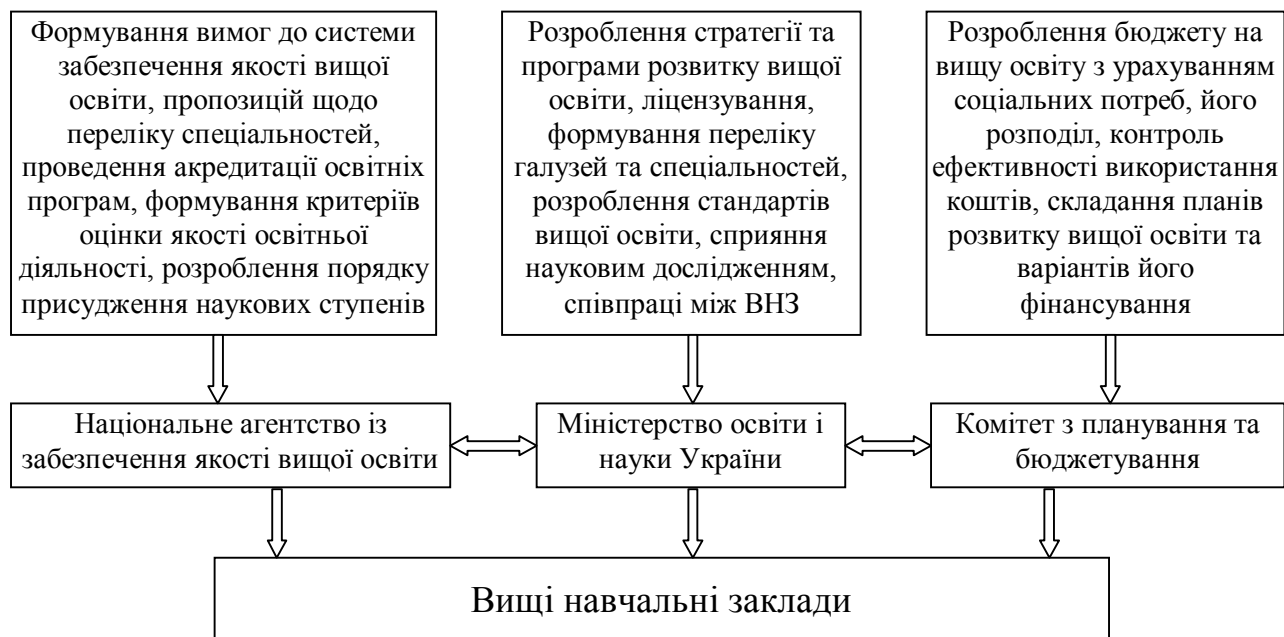 Формування вимог до системи
забезпечення якості вищої
освіти, пропозицій щодо
переліку спеціальностей,
проведення акредитації освітніх
програм, формування критеріїв
оцінки якості освітньої
діяльності, розроблення порядку
присудження наукових ступенів
Розроблення стратегії та
програми розвитку вищої
освіти, ліцензування,
формування переліку
галузей та спеціальностей,
розроблення стандартів
вищої освіти, сприяння
науковим дослідженням,
співпраці між ВНЗ
Розроблення бюджету на
вищу освіту з урахуванням
соціальних потреб, його
розподіл, контроль
ефективності використання
коштів, складання планів
розвитку вищої освіти та
варіантів його
фінансування
Національне агентство із
забезпечення якості вищої освіти
Міністерство освіти і
науки України
Комітет з планування та
бюджетування
Вищі навчальні заклади